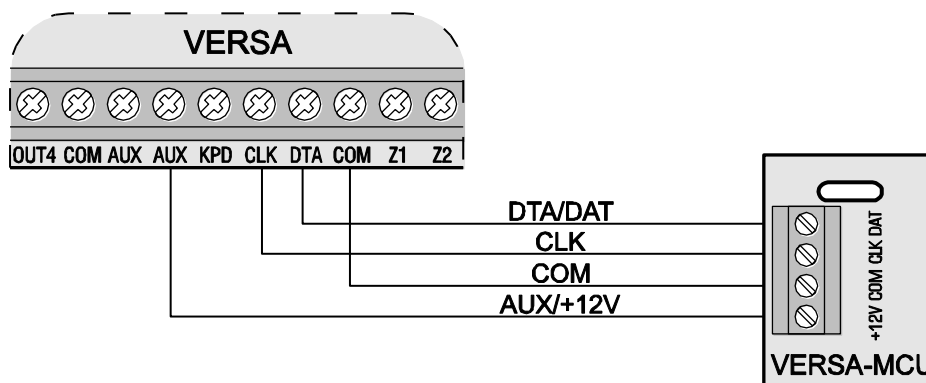 VERSA
OUT4 COM AUX AUX KPD CLK DTA COM Z1 Z2
DTA/DAT
CLK
COM
AUX/+12V
+12V COM CLK DAT
VERSA-MCU